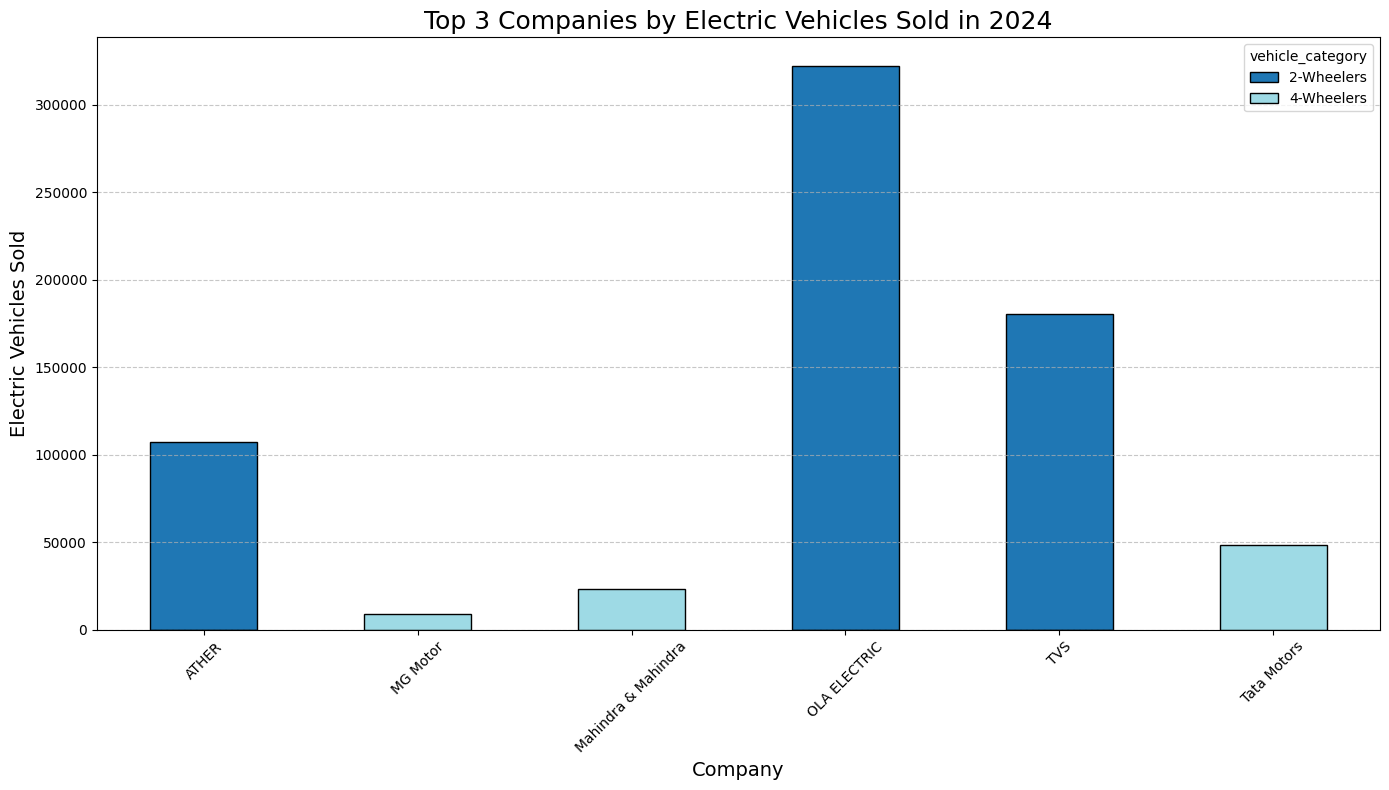 Top 3 Companies by Electric Vehicles Sold in 2024
vehicle_category
2-Wheelers
4-Wheelers
Electric Vehicles Sold
300000
250000
200000
150000
100000
50000
0
ATHER
MG Motor
Mahindra & Mahindra
OLA ELECTRIC
TVS
Tata Motors
Company